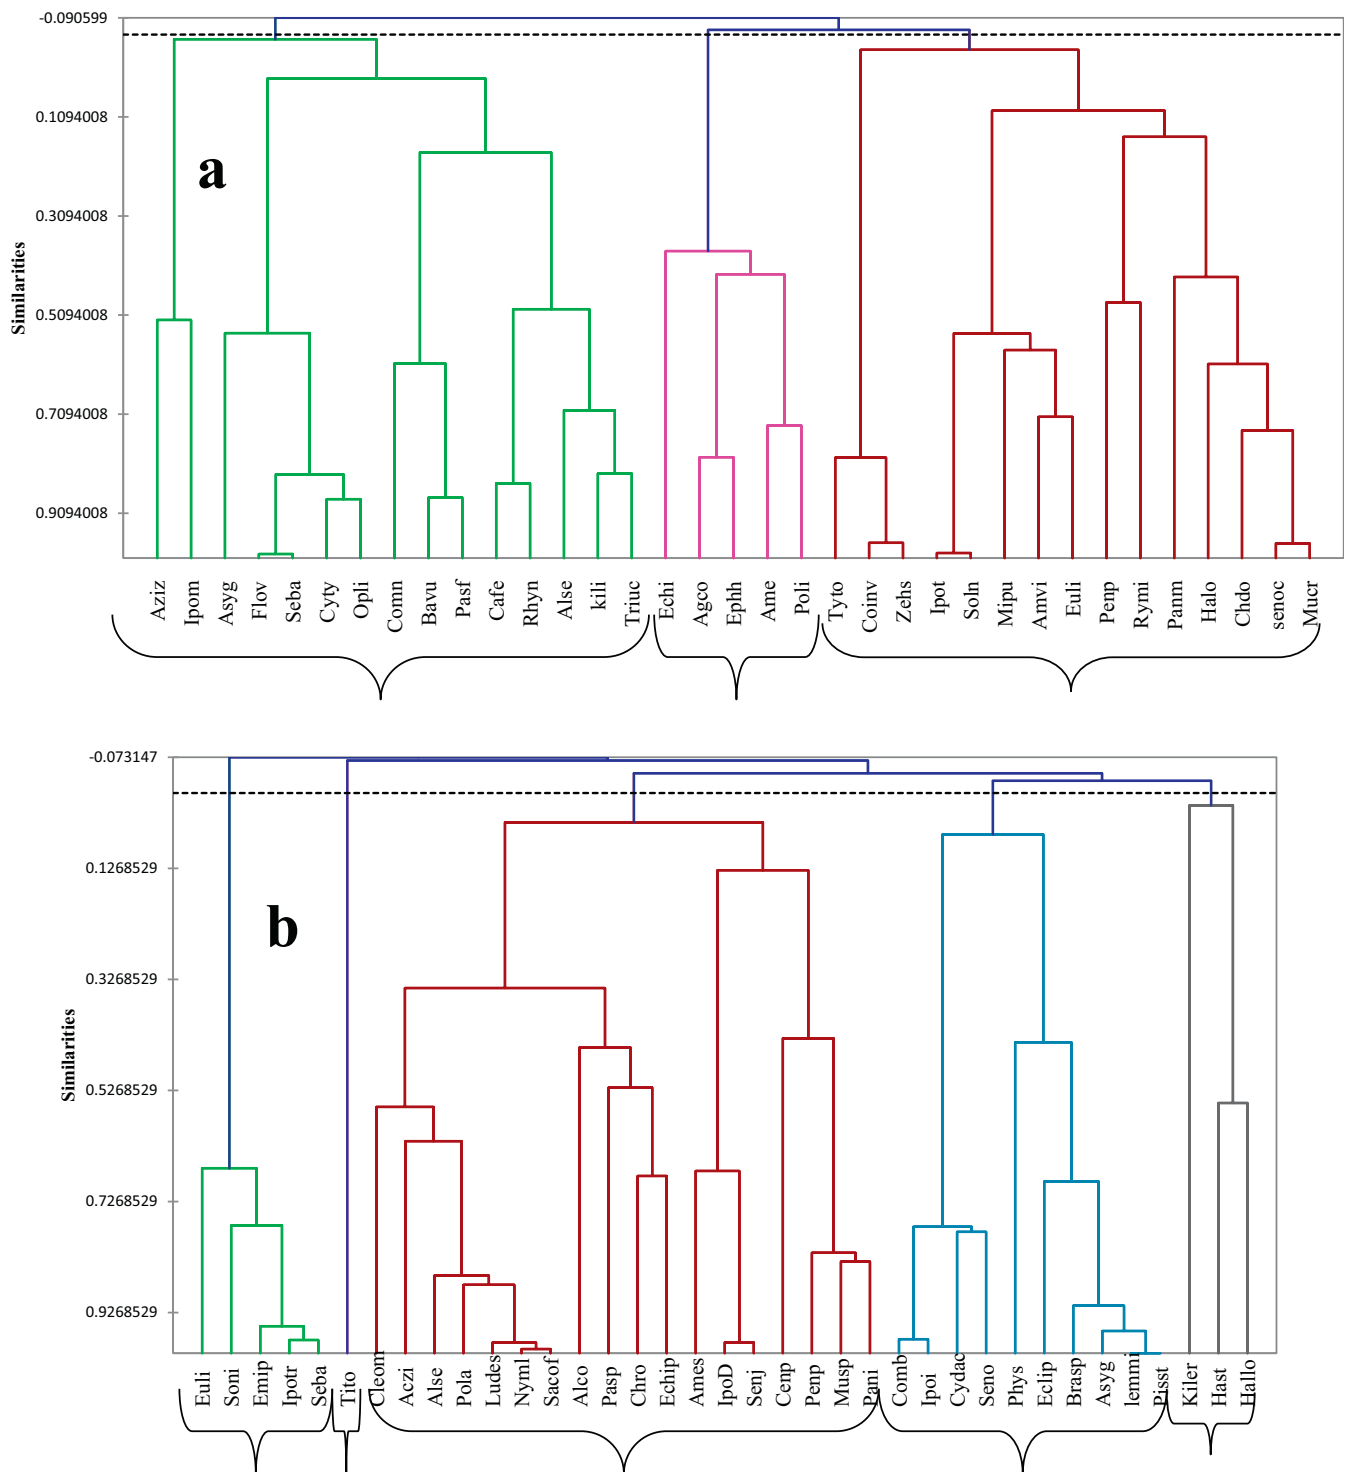 -0.090599
0.1094008
0.3094008
0.5094008
0.7094008
0.9094008
Similarities
a
Aziz Ipom Asyg Flov Seba Cyty Opli Comn Bavu Pasf Cafe Rhyn Alse kili Triuc Echi Agco Ephh Ame Poli Tyto Coinv Zehs Ipot Soln Mipu Amvi Euli Penp Rymi Panm Halo Chdo senoc Mucr
-0.073147
0.1268529
0.3268529
0.5268529
0.7268529
0.9268529
Similarities
b
Euli Soni Emip Ipotr Seba Tito Cleom Aczi Alse Pola Ludes Nyml Sacof Alco Pasp Chro Echip Ames IpoD Senj Cenp Penp Musp Pani Comb Ipoi Cydac Seno Phys Eclip Brasp Asyg lemmi Pisst Kiler Hast Hallo